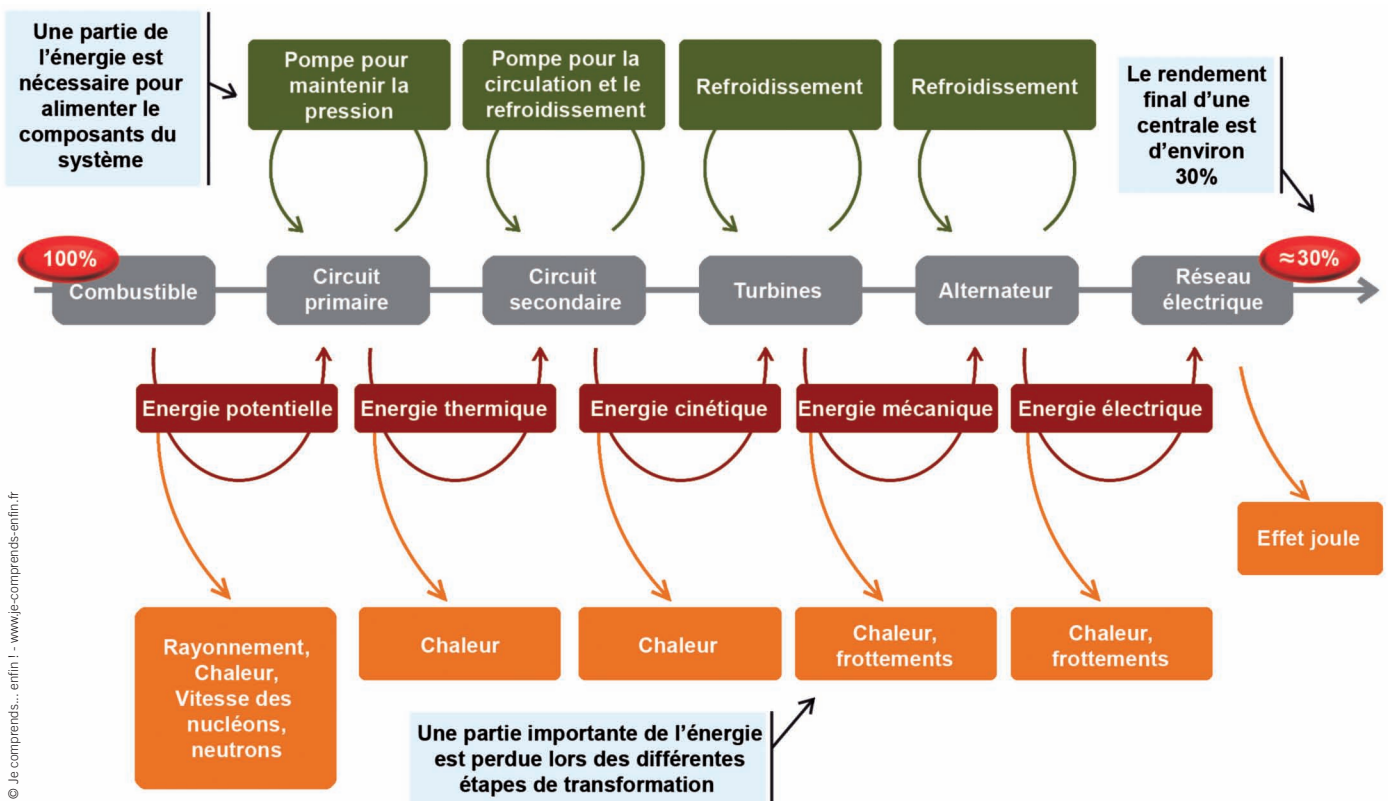 Une partie de
l'énergie est
nécessaire pour
alimenter le
composants du
système
Pompe pour
maintenir la
pression
Pompe pour la
circulation et le
refroidissement
Refroidissement
Refroidissement
Le rendement
final d'une
centrale est
d'environ
30%
100%
Combustible
Circuit
primaire
Circuit
secondaire
Turbines
Alternateur
Réseau
électrique
≈30%
Energie potentielle
Energie thermique
Energie cinétique
Energie mécanique
Energie électrique
Effet joule
Rayonnement,
Chaleur,
Vitesse des
nucléons,
neutrons
Chaleur
Chaleur
Chaleur,
frottements
Chaleur,
frottements
Une partie importante de l'énergie
est perdue lors des différentes
étapes de transformation
© Je comprends... enfin ! - www.je-comprends-enfin.fr